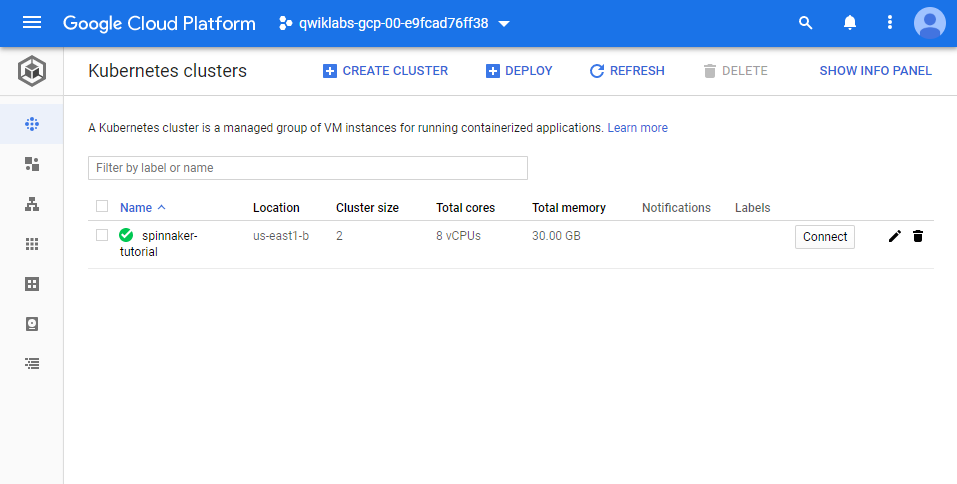 Google Cloud Platform qwiklabs-gcp-00-e9fcad76ff38
Kubernetes clusters CREATE CLUSTER DEPLOY REFRESH DELETE SHOW INFO PANEL
A Kubernetes cluster is a managed group of VM instances for running containerized applications. Learn more
Filter by label or name
Name Location Cluster size Total cores Total memory Notifications Labels
spinnaker- us-east1-b 2 8 vCPUs 30.00 GB Connect
tutorial